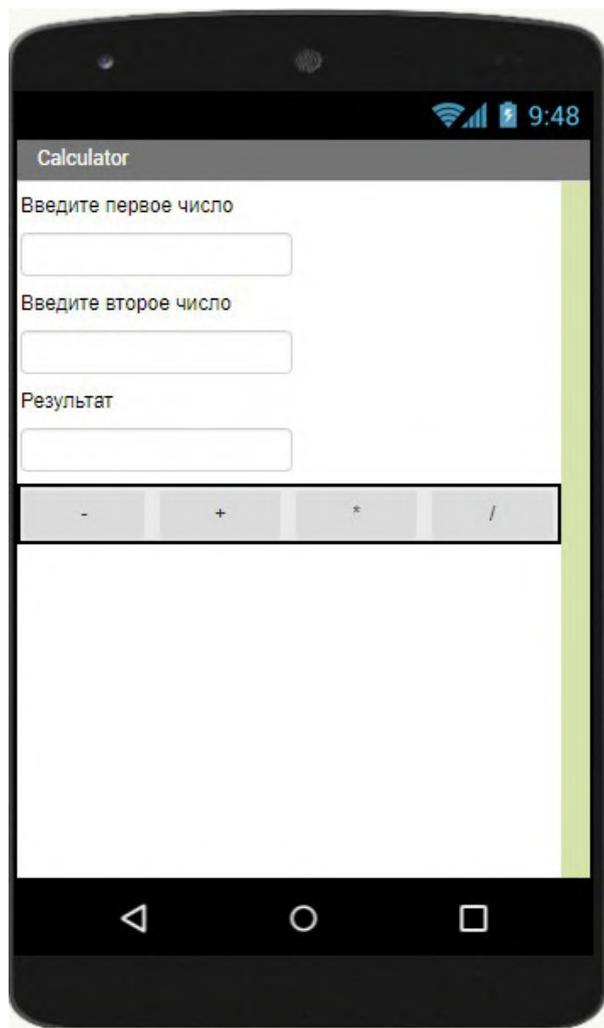 9:48
Calculator
Введите первое число
Введите второе число
Результат
- + * /